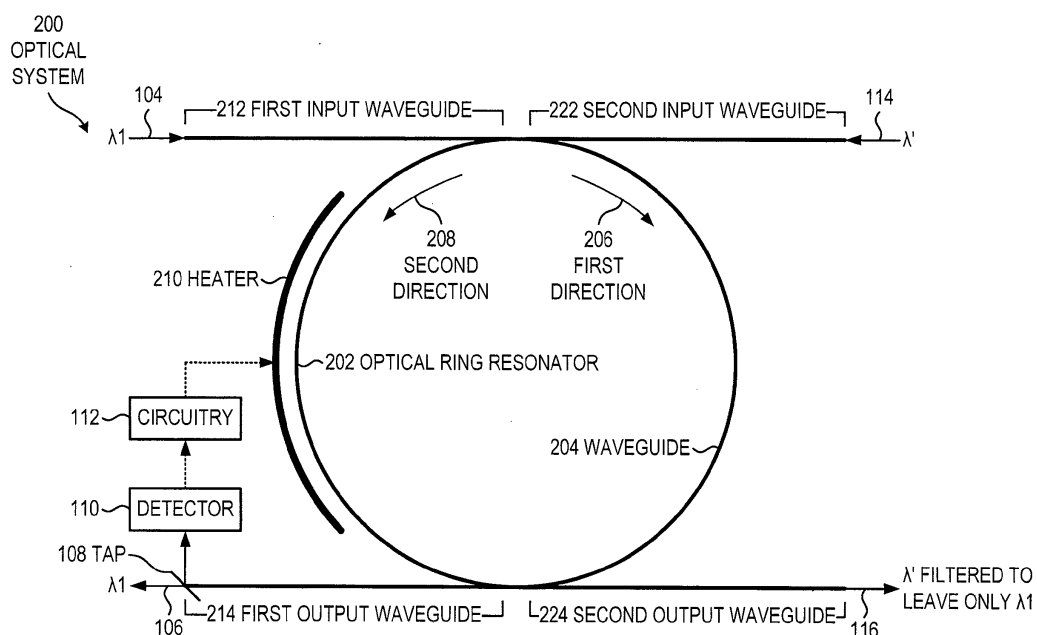 200
OPTICAL
SYSTEM
104
212 FIRST INPUT WAVEGUIDE
222 SECOND INPUT WAVEGUIDE
114
λ1
λ'
208
SECOND
DIRECTION
206
FIRST
DIRECTION
210 HEATER
202 OPTICAL RING RESONATOR
112
CIRCUITRY
204 WAVEGUIDE
110
DETECTOR
108 TAP
λ1
106
214 FIRST OUTPUT WAVEGUIDE
224 SECOND OUTPUT WAVEGUIDE
116
λ' FILTERED TO
LEAVE ONLY λ1